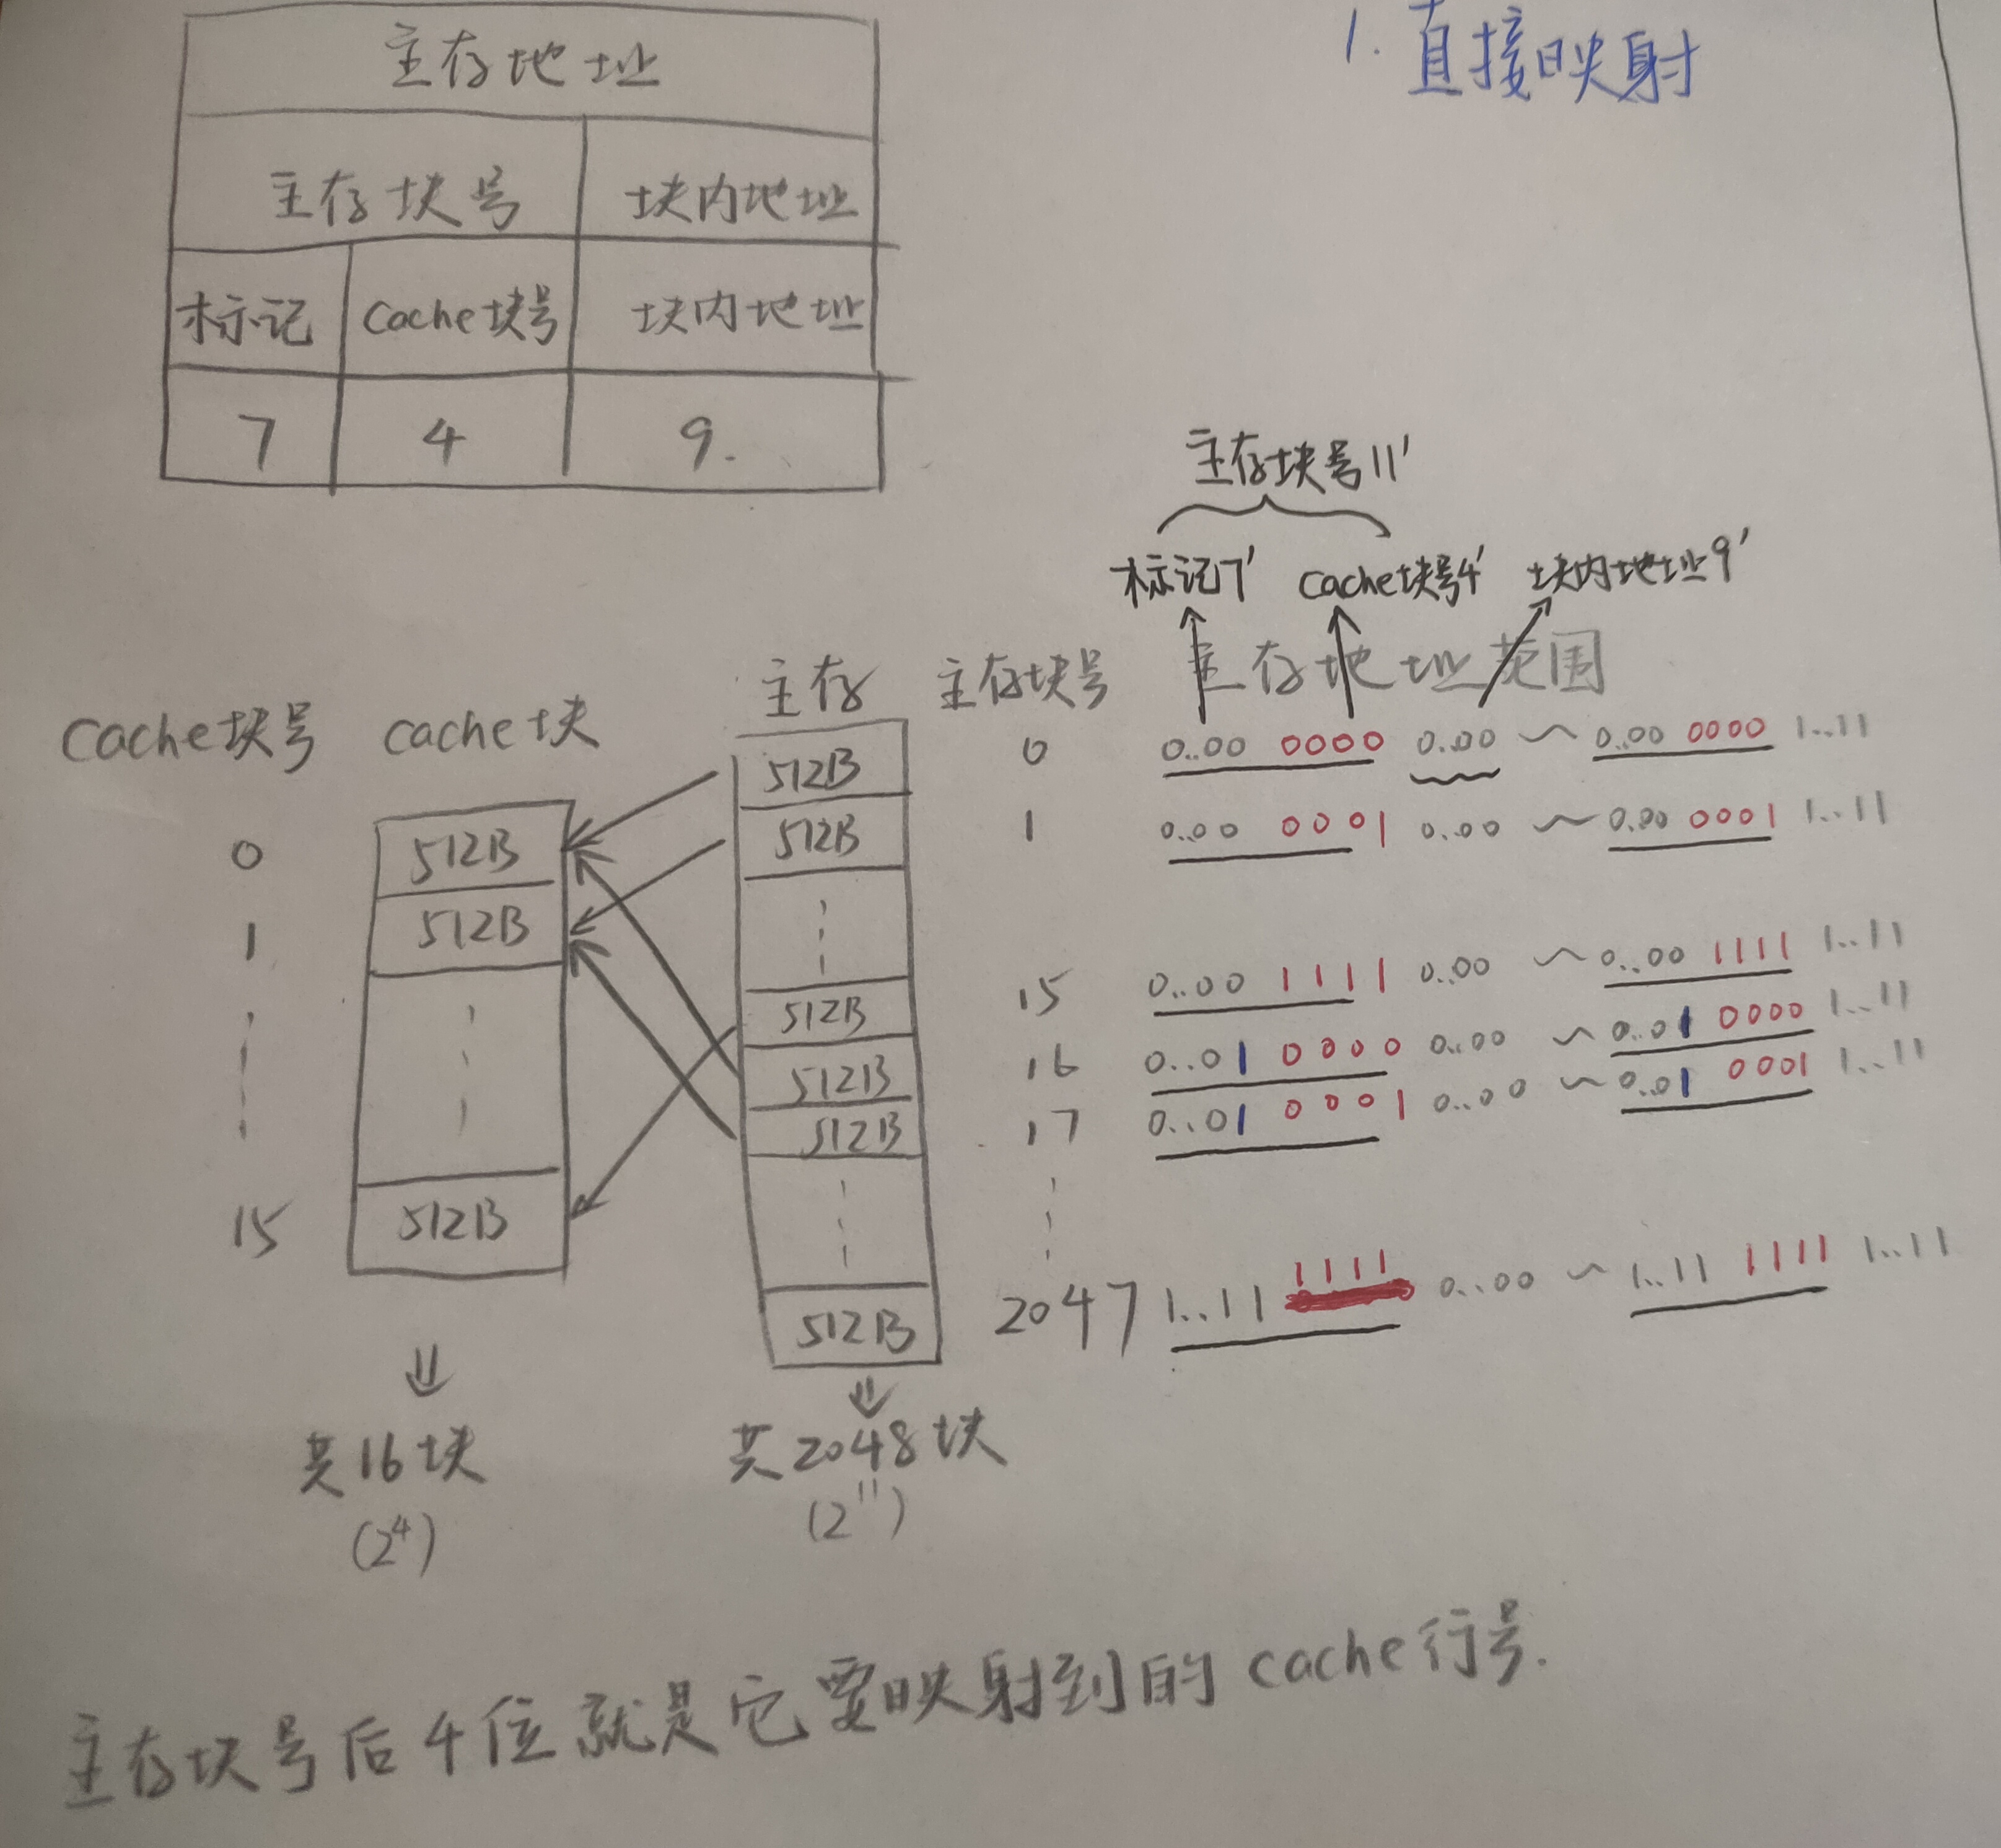 1. 直接映射
主存地址
主存块号 块内地址
标记 Cache块号 块内地址
7 4 9.
主存块号11'
标记7' cache块号4' 块内地址9'
Cache块号 cache块 主存 主存块号 主存地址范围
512B 0 0..00 0000 0.00 ~ 0..00 0000 1..11
0 512B 512B 1 0..00 0001 0.00 ~ 0.00 0001 1..11
1 512B
512B 15 0..00 1111 0.00 ~ 0..00 1111 1..11
512B 16 0..01 0000 0..00 ~ 0..01 0000 1..11
512B 17 0..01 0001 0..00 ~ 0..01 0001 1..11
15 512B
512B 2047 1..11 1111 0..00 ~ 1..11 1111 1..11
共16块 共2048块
(2⁴) (2¹¹)
主存块号后4位就是它要映射到的cache行号.